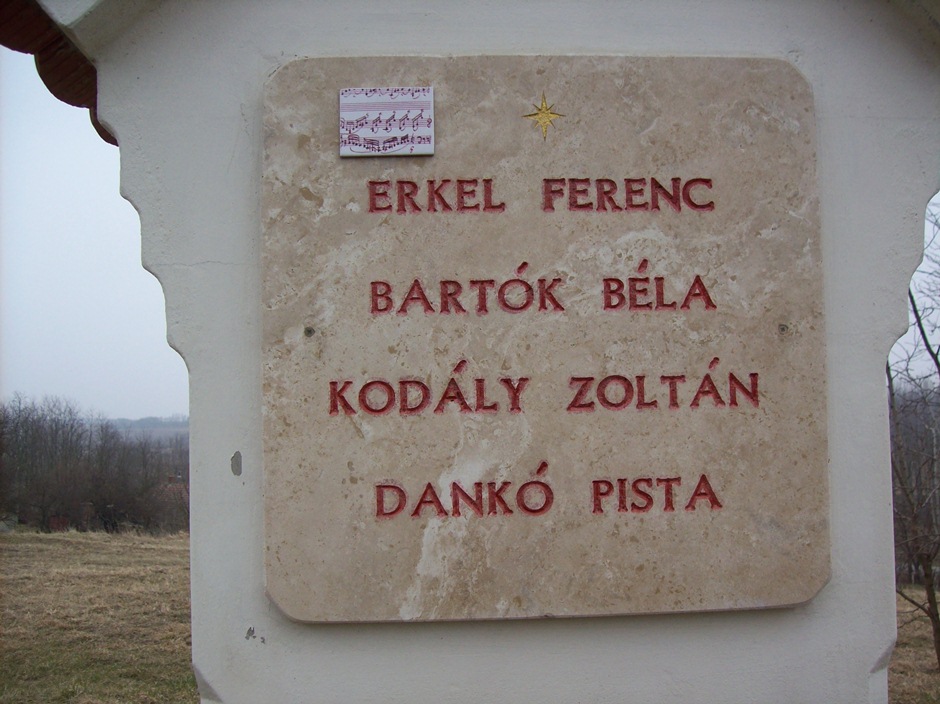 ERKEL FERENC
BARTÓK BÉLA
KODÁLY ZOLTÁN
DANKÓ PISTA